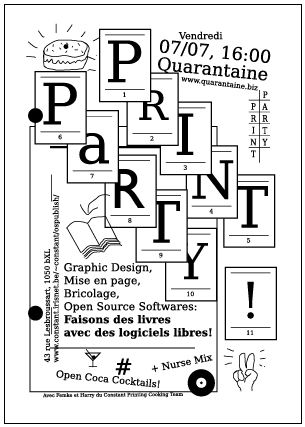 Vendredi
07/07, 16:00
Quarantaine
www.quarantaine.biz
P
1
R
2
I
3
N
4
T
5
P
6
a
7
R
8
T
9
Y
10
!
11
PRINT
PARTY
43 rue Lesbroussart, 1050 bXL
www.constant.irisnet.be/~constant/ospublish/
Graphic Design,
Mise en page,
Bricolage,
Open Source Softwares:
Faisons des livres
avec des logiciels libres!
#
+ Nurse Mix
Open Coca Cocktails!
Avec Femke et Harry du Constant Printing Cooking Team